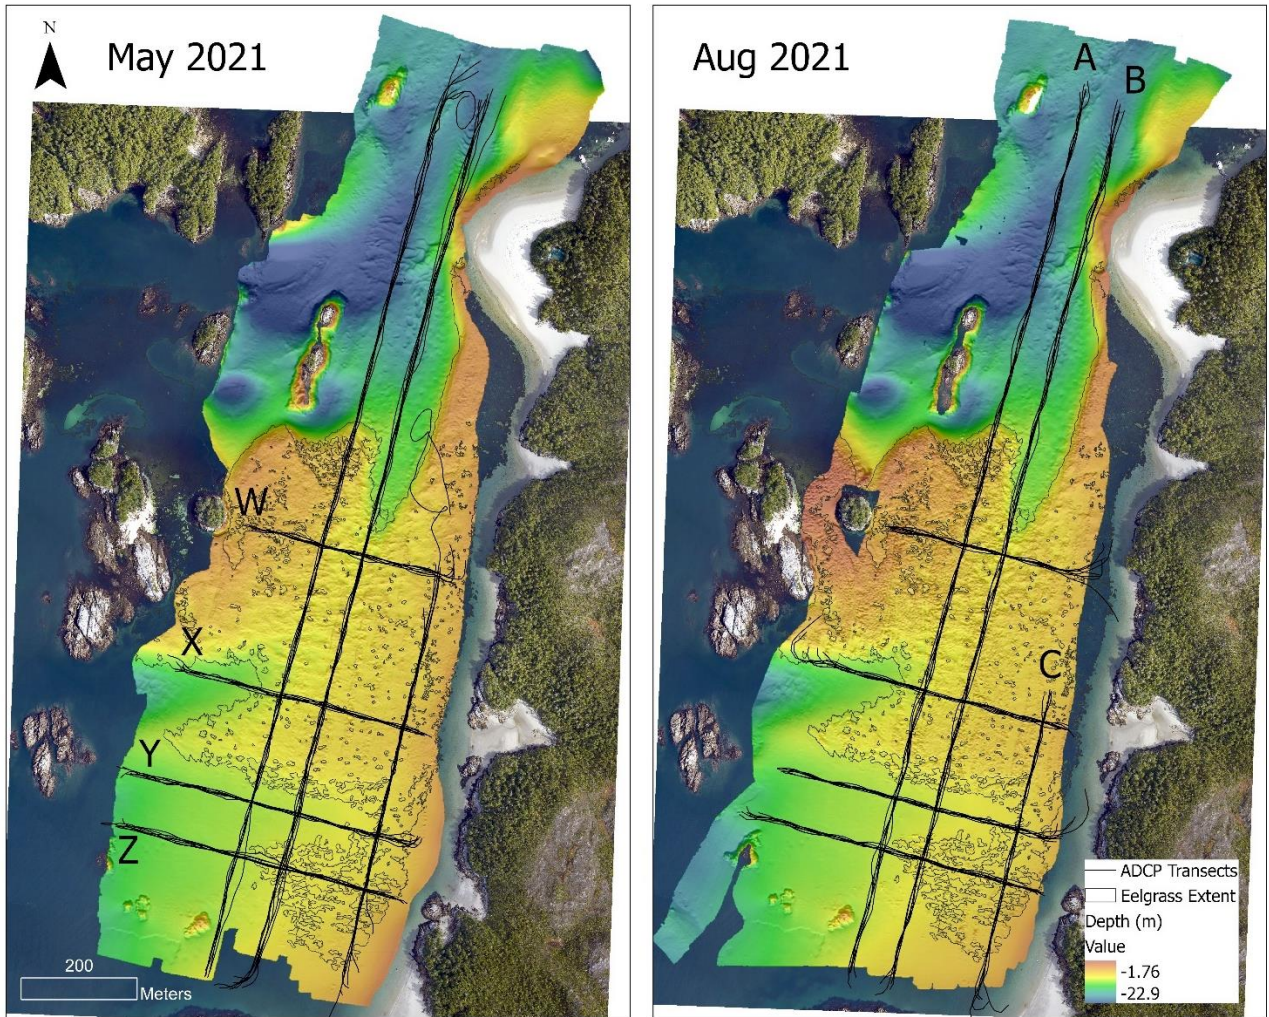 N
May 2021
W
X
Y
Z
200
Meters
Aug 2021
A
B
C
ADCP Transects
Eelgrass Extent
Depth (m)
Value
-1.76
-22.9